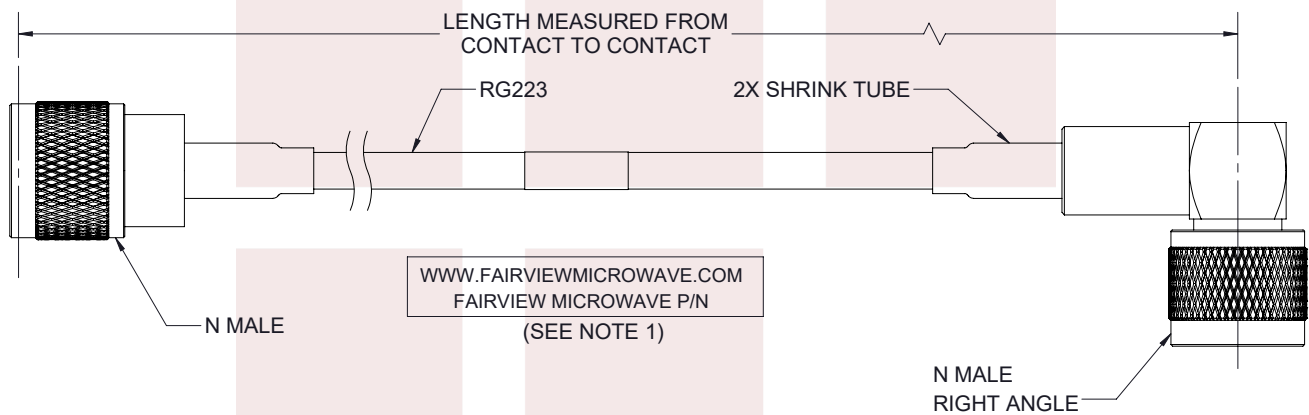 LENGTH MEASURED FROM
CONTACT TO CONTACT
RG223
2X SHRINK TUBE
WWW.FAIRVIEWMICROWAVE.COM
FAIRVIEW MICROWAVE P/N
(SEE NOTE 1)
N MALE
N MALE
RIGHT ANGLE